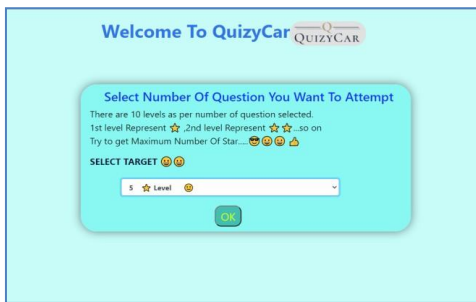 Welcome To QuizyCar
Q
QUIZYCAR
Select Number Of Question You Want To Attempt
There are 10 levels as per number of question selected.
1st level Represent ⭐ ,2nd level Represent ⭐ ⭐...so on
Try to get Maximum Number Of Star.....😎😀😀 👍
SELECT TARGET 😀😀
5 ⭐ Level 😀
OK